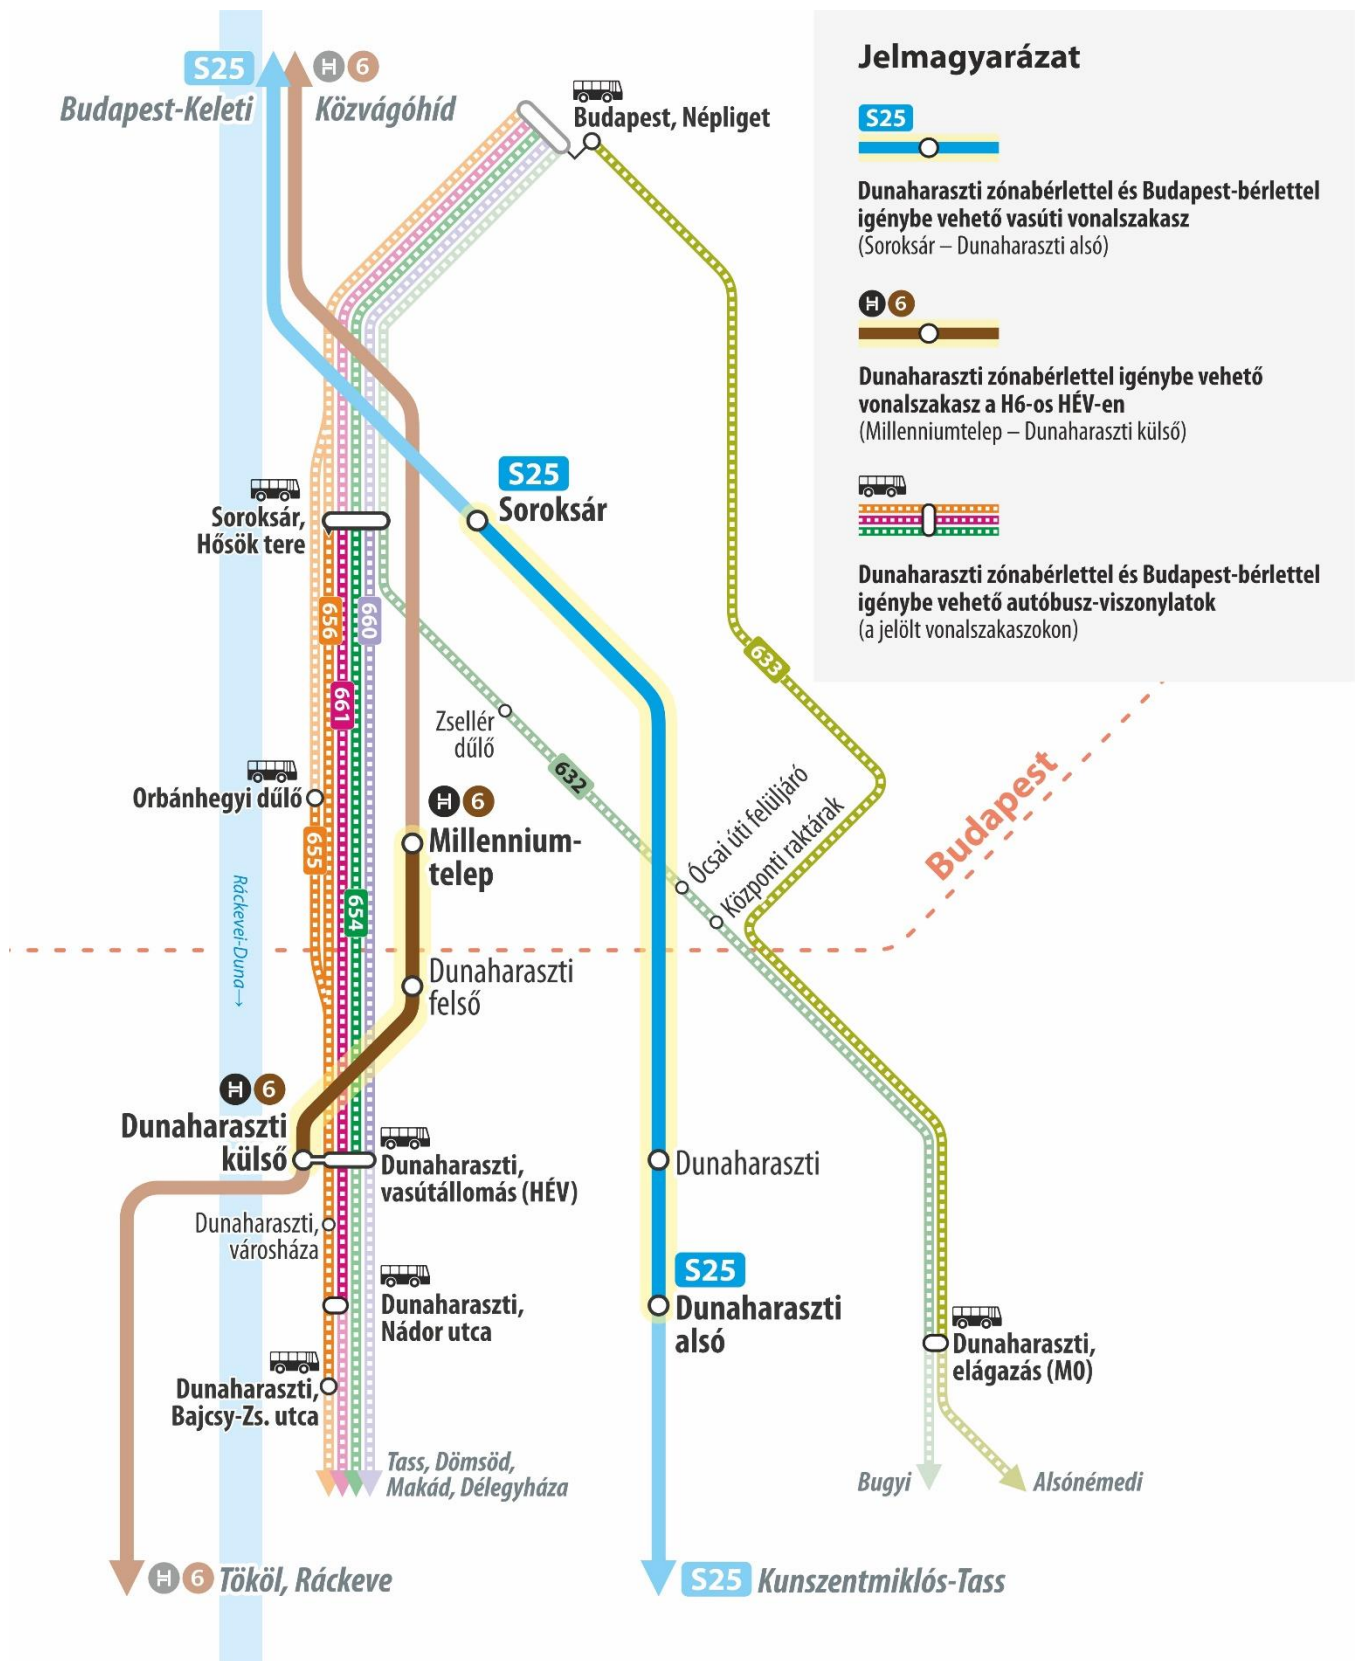 S25
Budapest-Keleti
H 6
Közvágóhíd
Budapest, Népliget
Jelmagyarázat
S25
Dunaharaszti zónabérlettel és Budapest-bérlettel
igénybe vehető vasúti vonalszakasz
(Soroksár – Dunaharaszti alsó)
H 6
Dunaharaszti zónabérlettel igénybe vehető
vonalszakasz a H6-os HÉV-en
(Millenniumtelep – Dunaharaszti külső)
Dunaharaszti zónabérlettel és Budapest-bérlettel
igénybe vehető autóbusz-viszonylatok
(a jelölt vonalszakaszokon)
S25
Soroksár
Soroksár,
Hősök tere
656
660
661
633
Zsellér
dűlő
632
Orbánhegyi dűlő
655
654
H 6
Millennium-
telep
Ócsai úti felüljáró
Központi raktárak
Budapest
Ráckevei-Duna→
Dunaharaszti
felső
H 6
Dunaharaszti
külső
Dunaharaszti,
vasútállomás (HÉV)
Dunaharaszti
Dunaharaszti,
városháza
Dunaharaszti,
Nádor utca
S25
Dunaharaszti
alsó
Dunaharaszti,
elágazás (M0)
Dunaharaszti,
Bajcsy-Zs. utca
Tass, Dömsöd,
Makád, Délegyháza
Bugyi
Alsónémedi
H 6 Tököl, Ráckeve
S25 Kunszentmiklós-Tass